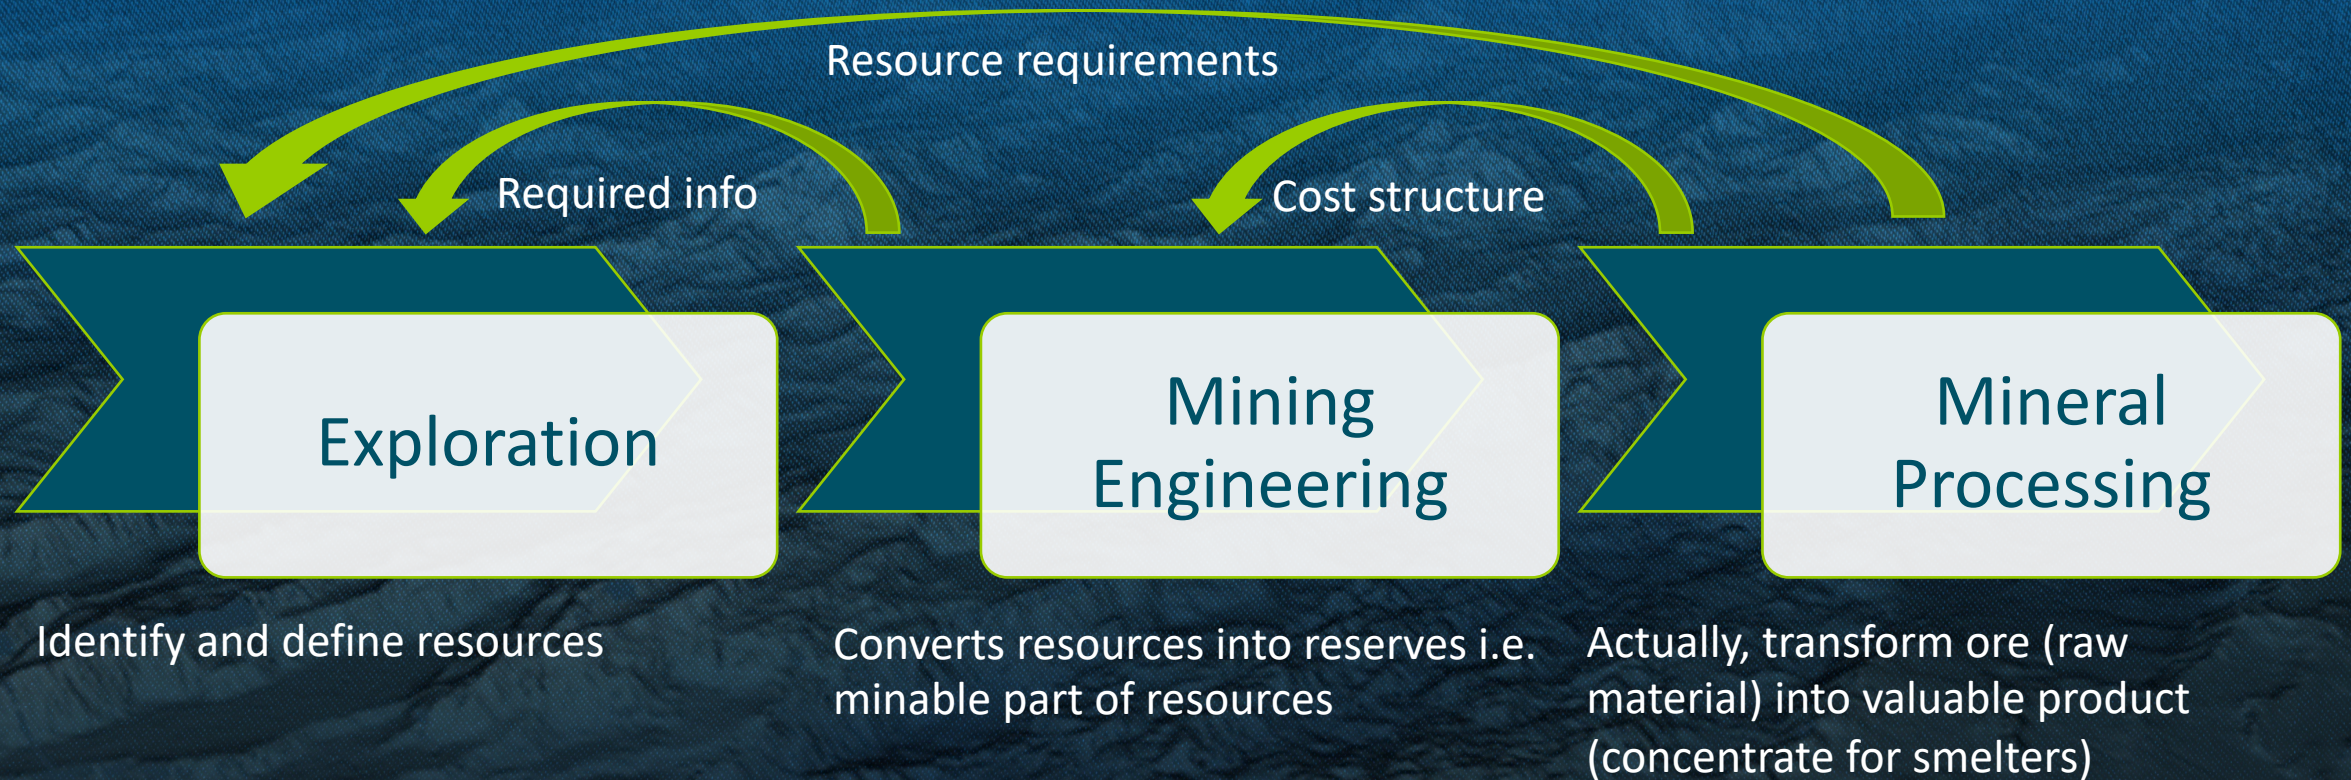 Resource requirements
Required info
Cost structure
Exploration
Mining
Engineering
Mineral
Processing
Identify and define resources
Converts resources into reserves i.e.
minable part of resources
Actually, transform ore (raw
material) into valuable product
(concentrate for smelters)